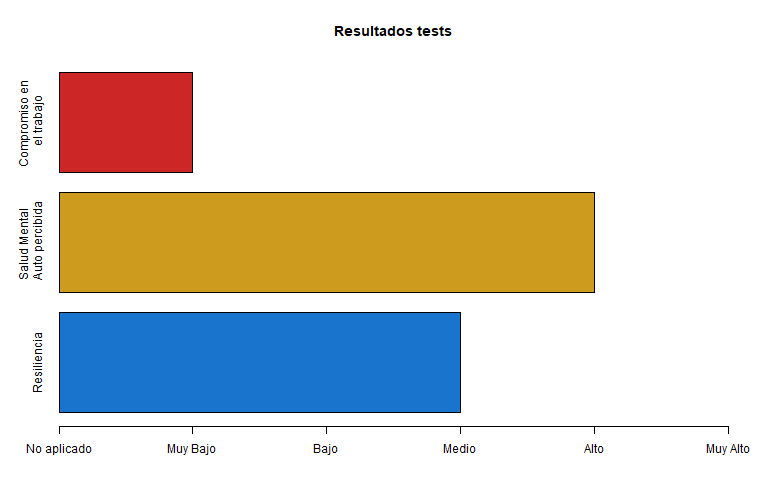 Resultados tests
Compromiso en
el trabajo
Salud Mental
Auto percibida
Resiliencia
No aplicado
Muy Bajo
Bajo
Medio
Alto
Muy Alto